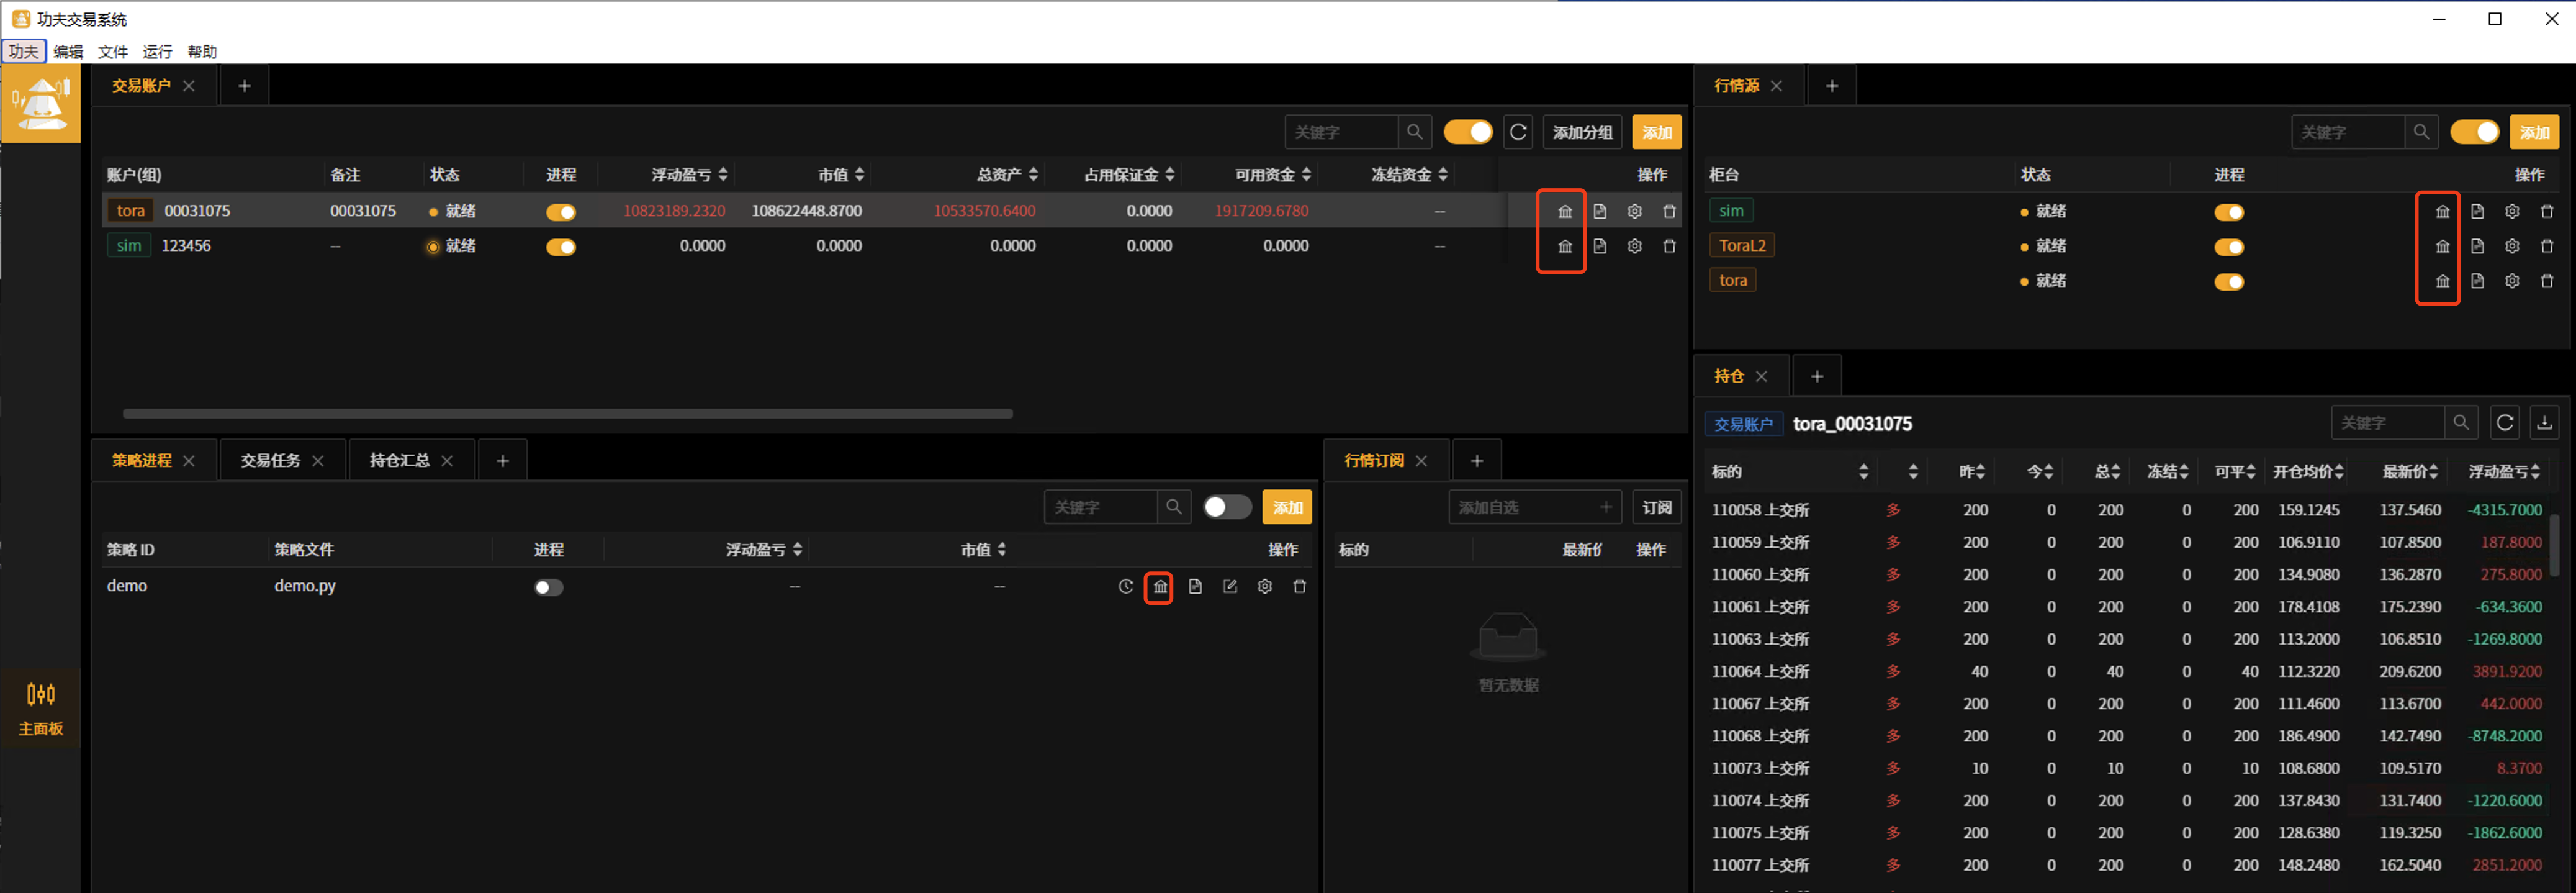 功夫交易系统
功夫 编辑 文件 运行 帮助
交易账户
关键字 添加分组 添加
账户(组) 备注 状态 进程 浮动盈亏 市值 总资产 占用保证金 可用资金 冻结资金 操作
tora 00031075 00031075 就绪 10823189.2320 108622448.8700 10533570.6400 0.0000 1917209.6780 --
sim 123456 -- 就绪 0.0000 0.0000 0.0000 0.0000 0.0000 --
行情源
关键字 添加
柜台 状态 进程 操作
sim 就绪
ToraL2 就绪
tora 就绪
主面板
策略进程 交易任务 持仓汇总
关键字 添加
策略 ID 策略文件 进程 浮动盈亏 市值 操作
demo demo.py -- --
行情订阅
添加自选 订阅
标的 最新价 操作
暂无数据
持仓
交易账户 tora_00031075 关键字
标的 昨 今 总 冻结 可平 开仓均价 最新价 浮动盈亏
110058 上交所 多 200 0 200 0 200 159.1245 137.5460 -4315.7000
110059 上交所 多 200 0 200 0 200 106.9110 107.8500 187.8000
110060 上交所 多 200 0 200 0 200 134.9080 136.2870 275.8000
110061 上交所 多 200 0 200 0 200 178.4108 175.2390 -634.3600
110063 上交所 多 200 0 200 0 200 113.2000 106.8510 -1269.8000
110064 上交所 多 40 0 40 0 40 112.3220 209.6200 3891.9200
110067 上交所 多 200 0 200 0 200 111.4600 113.6700 442.0000
110068 上交所 多 200 0 200 0 200 186.4900 142.7490 -8748.2000
110073 上交所 多 10 0 10 0 10 108.6800 109.5170 8.3700
110074 上交所 多 200 0 200 0 200 137.8430 131.7400 -1220.6000
110075 上交所 多 200 0 200 0 200 128.6380 119.3250 -1862.6000
110077 上交所 多 200 0 200 0 200 148.2480 162.5040 2851.2000